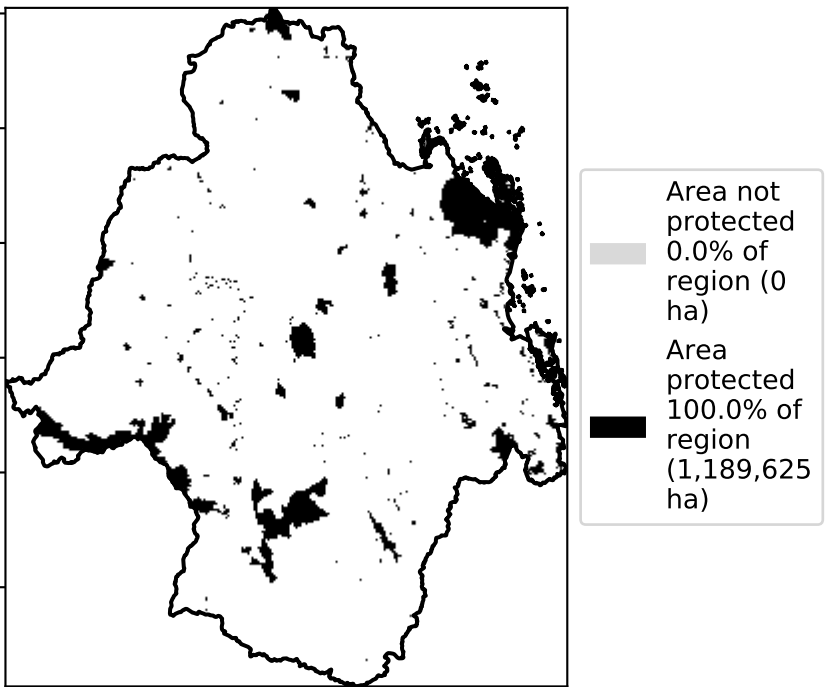 Area not
protected
0.0% of
region (0
ha)
Area
protected
100.0% of
region
(1,189,625
ha)